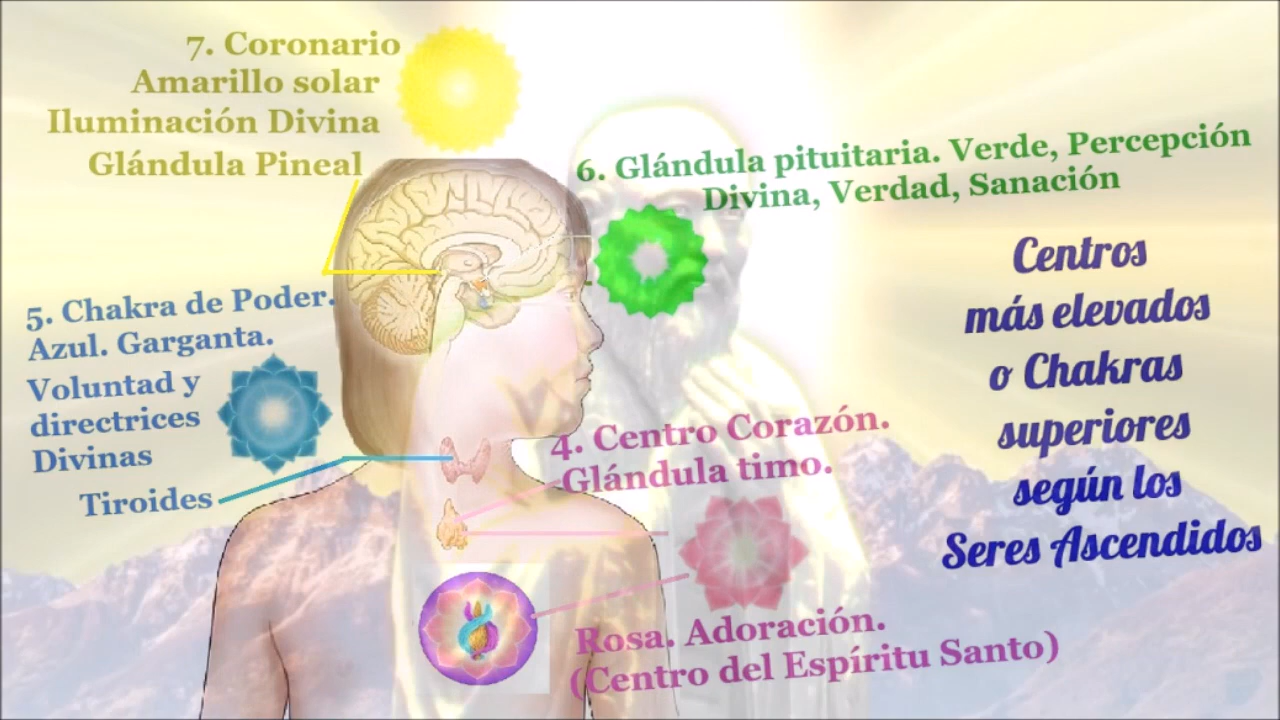 7. Coronario
Amarillo solar
Iluminación Divina
Glándula Pineal
6. Glándula pituitaria. Verde, Percepción
Divina, Verdad, Sanación
5. Chakra de Poder.
Azul. Garganta.
Voluntad y
directrices
Divinas
Tiroides
4. Centro Corazón.
Glándula timo.
Rosa. Adoración.
(Centro del Espíritu Santo)
Centros
más elevados
o Chakras
superiores
según los
Seres Ascendidos